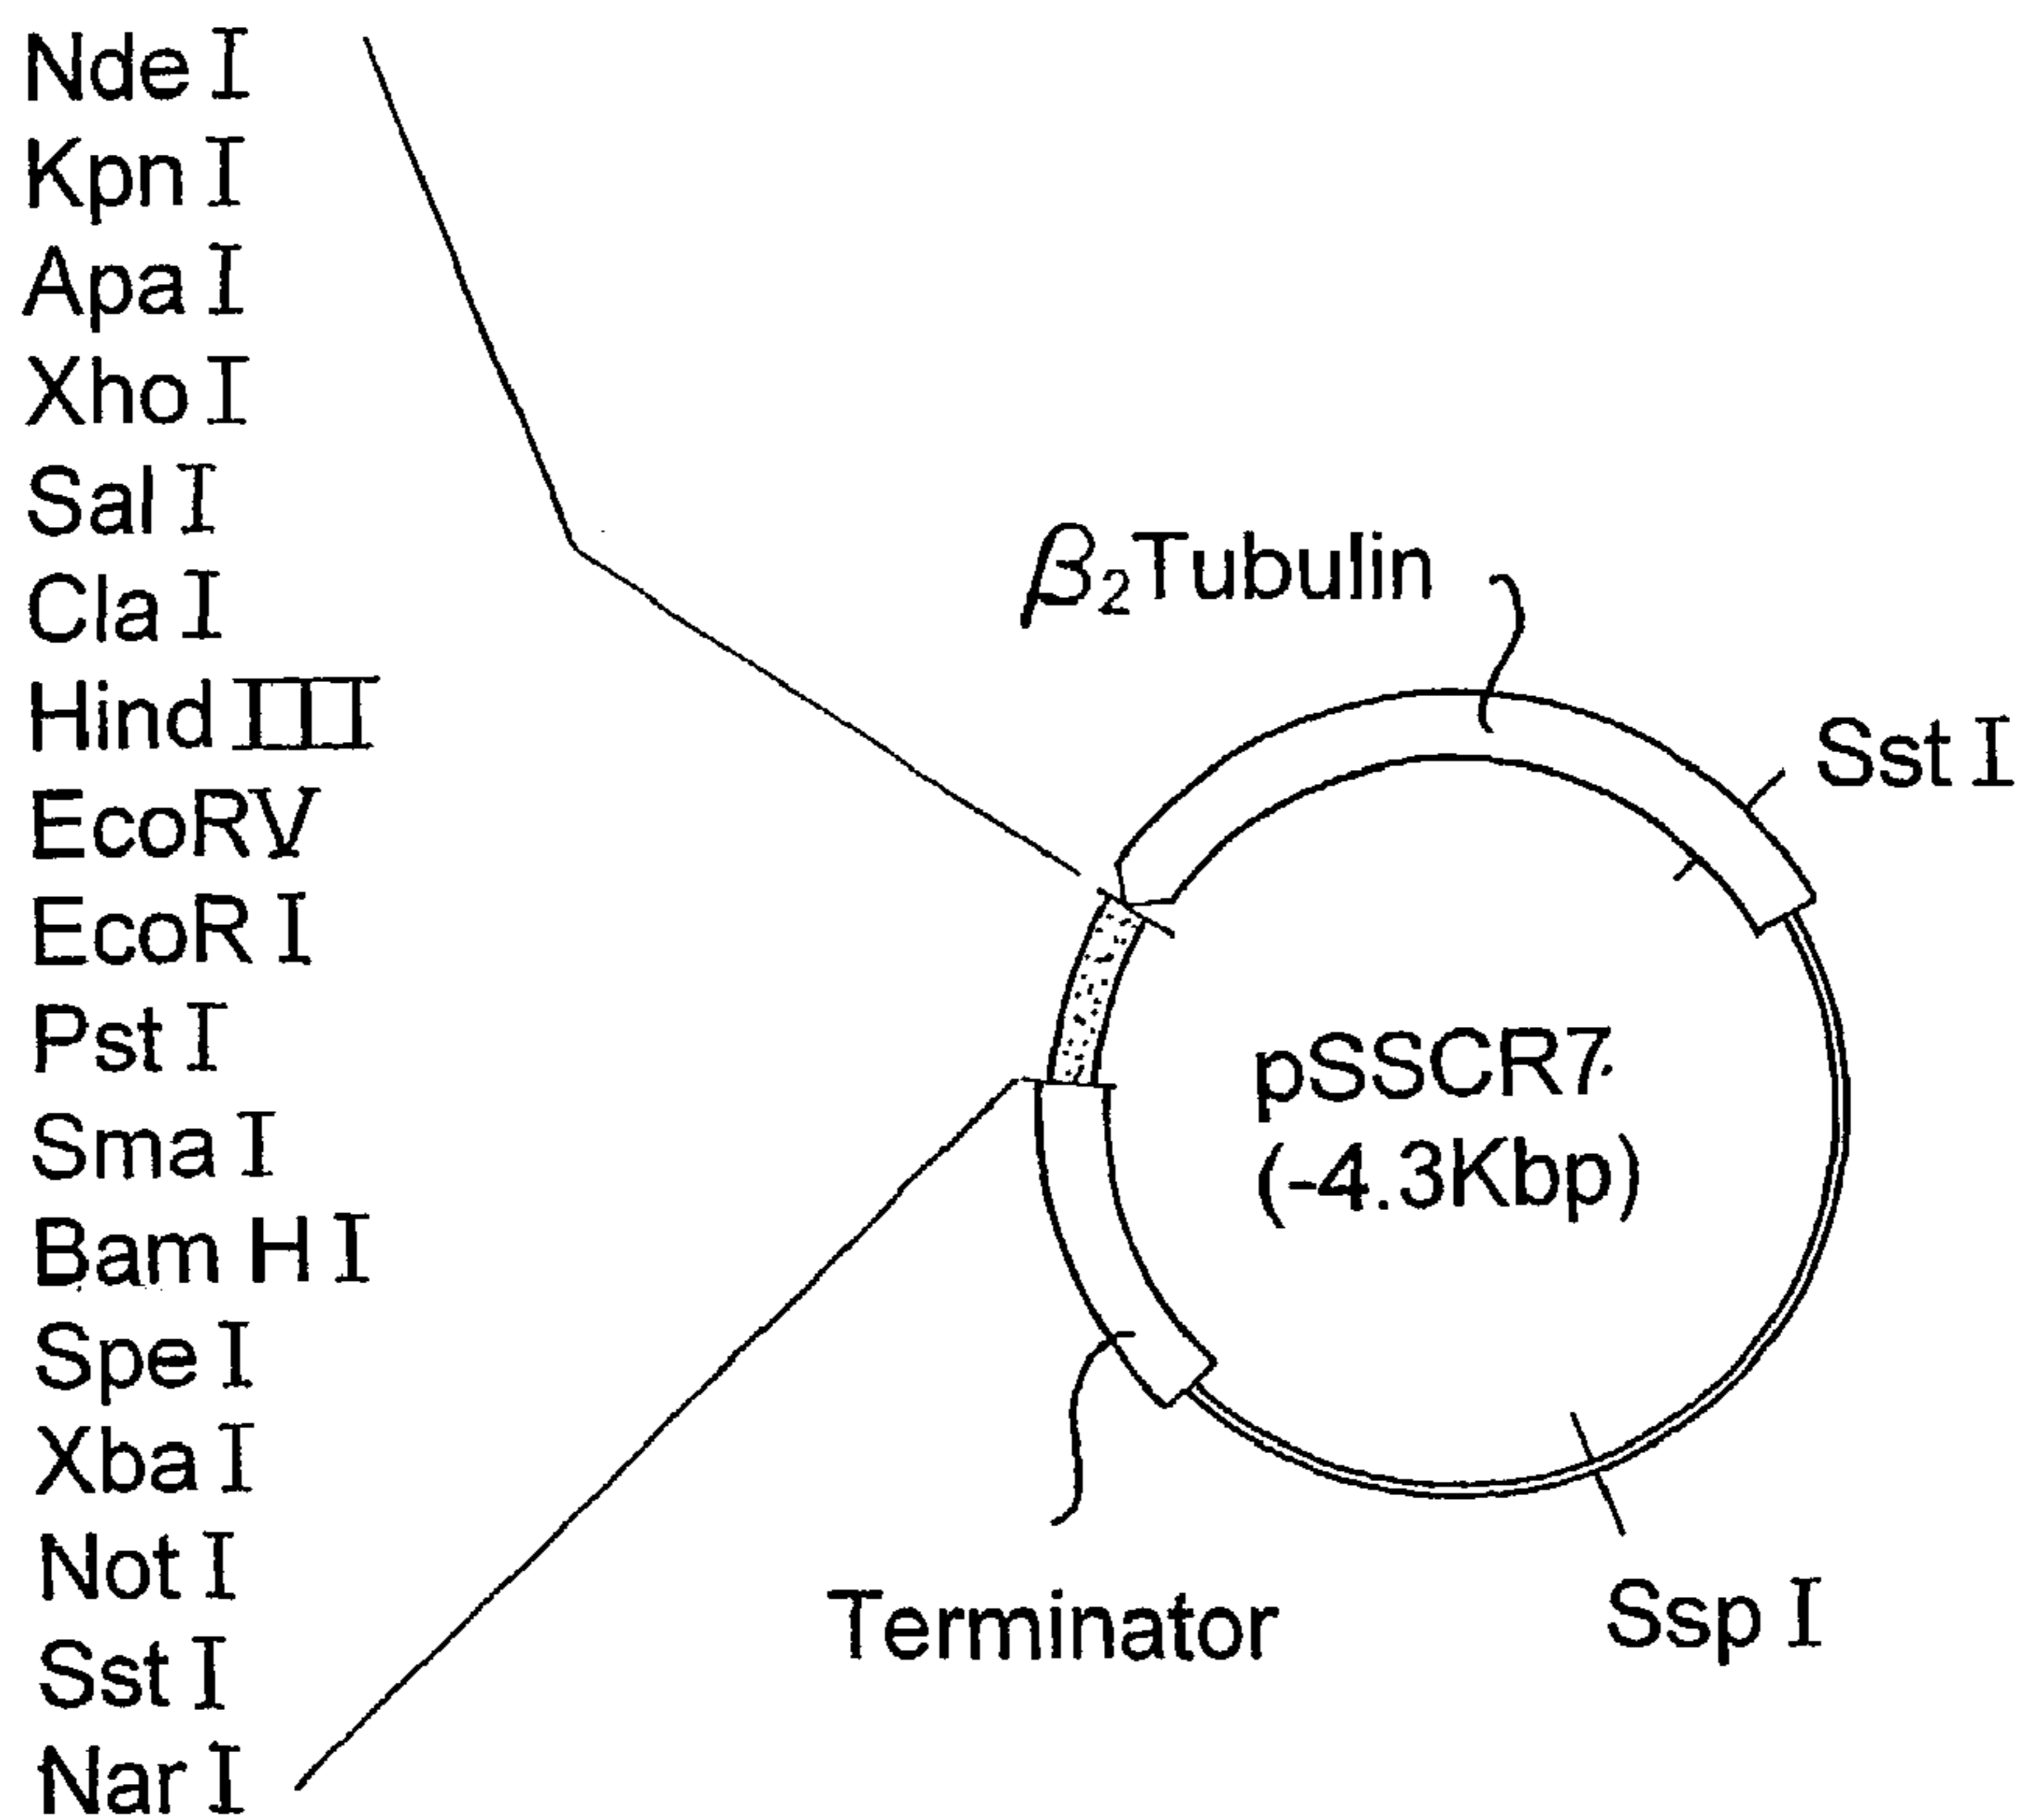 Nde I
Kpn I
Apa I
Xho I
Sal I
Cla I
Hind III
EcoRV
EcoR I
Pst I
Sma I
Bam H I
Spe I
Xba I
Not I
Sst I
Nar I
β₂Tubulin
Sst I
pSSCR7
(-4.3Kbp)
Terminator
Ssp I